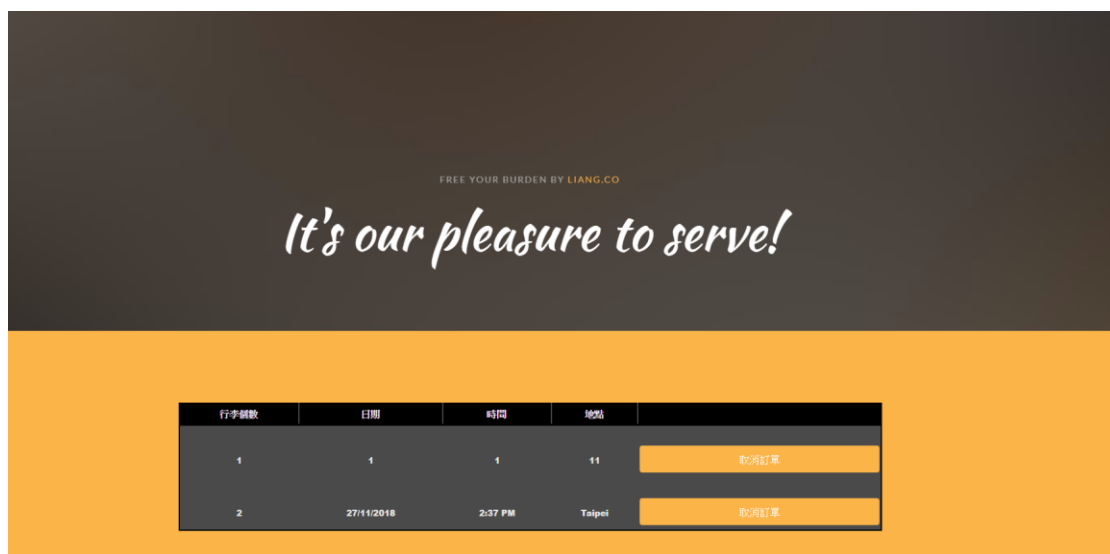 FREE YOUR BURDEN BY LIANG.CO
It's our pleasure to serve!
行李個數 日期 時間 地點
1 1 1 11 取消訂單
2 27/11/2018 2:37 PM Taipei 取消訂單